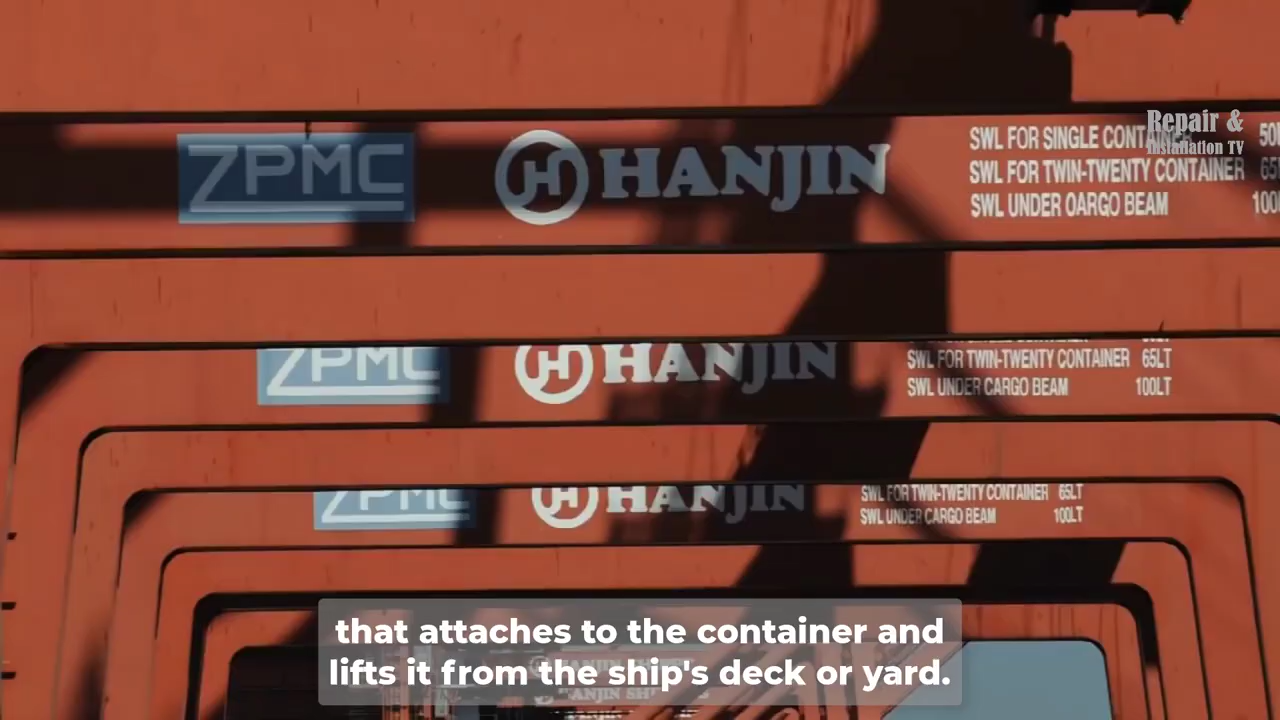 Repair &
Installation TV
ZPMC
HANJIN
SWL FOR SINGLE CONTAINER 50
SWL FOR TWIN-TWENTY CONTAINER 65
SWL UNDER OARGO BEAM 100
ZPMC
HANJIN
SWL FOR TWIN-TWENTY CONTAINER 65LT
SWL UNDER CARGO BEAM 100LT
ZPMC
HANJIN
SWL FOR TWIN-TWENTY CONTAINER 65LT
SWL UNDER CARGO BEAM 100LT
that attaches to the container and
lifts it from the ship's deck or yard.